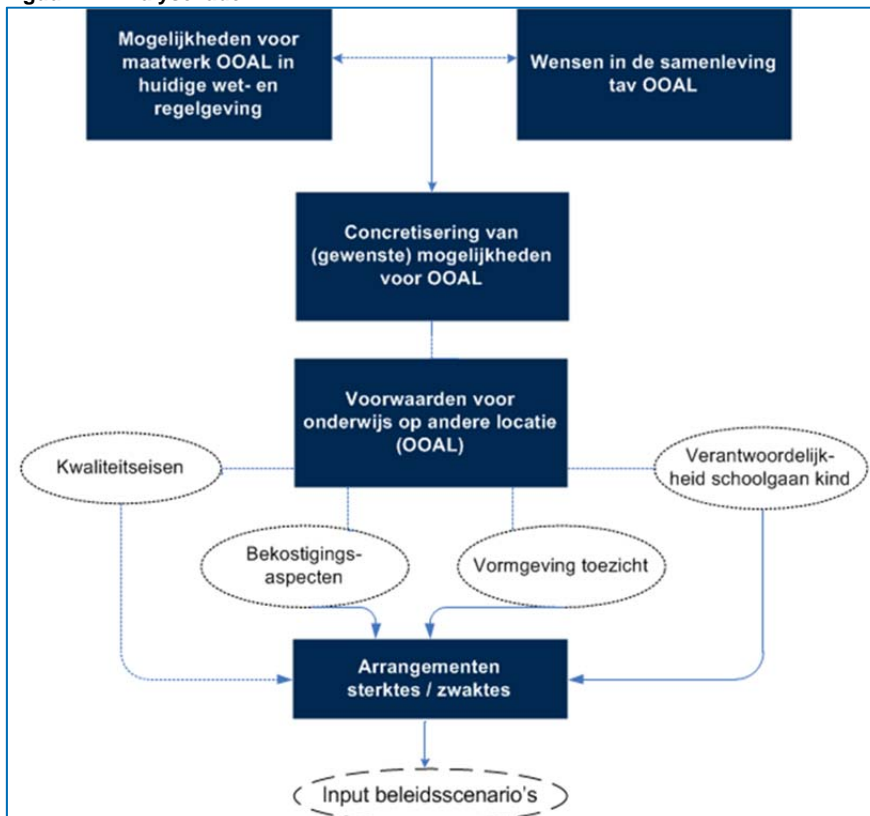 Mogelijkheden voor
maatwerk OOAL in
huidige wet- en
regelgeving
Wensen in de samenleving
tav OOAL
Concretisering van
(gewenste) mogelijkheden
voor OOAL
Voorwaarden voor
onderwijs op andere locatie
(OOAL)
Kwaliteitseisen
Verantwoordelijk-
heid schoolgaan kind
Bekostigings-
aspecten
Vormgeving toezicht
Arrangementen
sterktes / zwaktes
Input beleidsscenario's